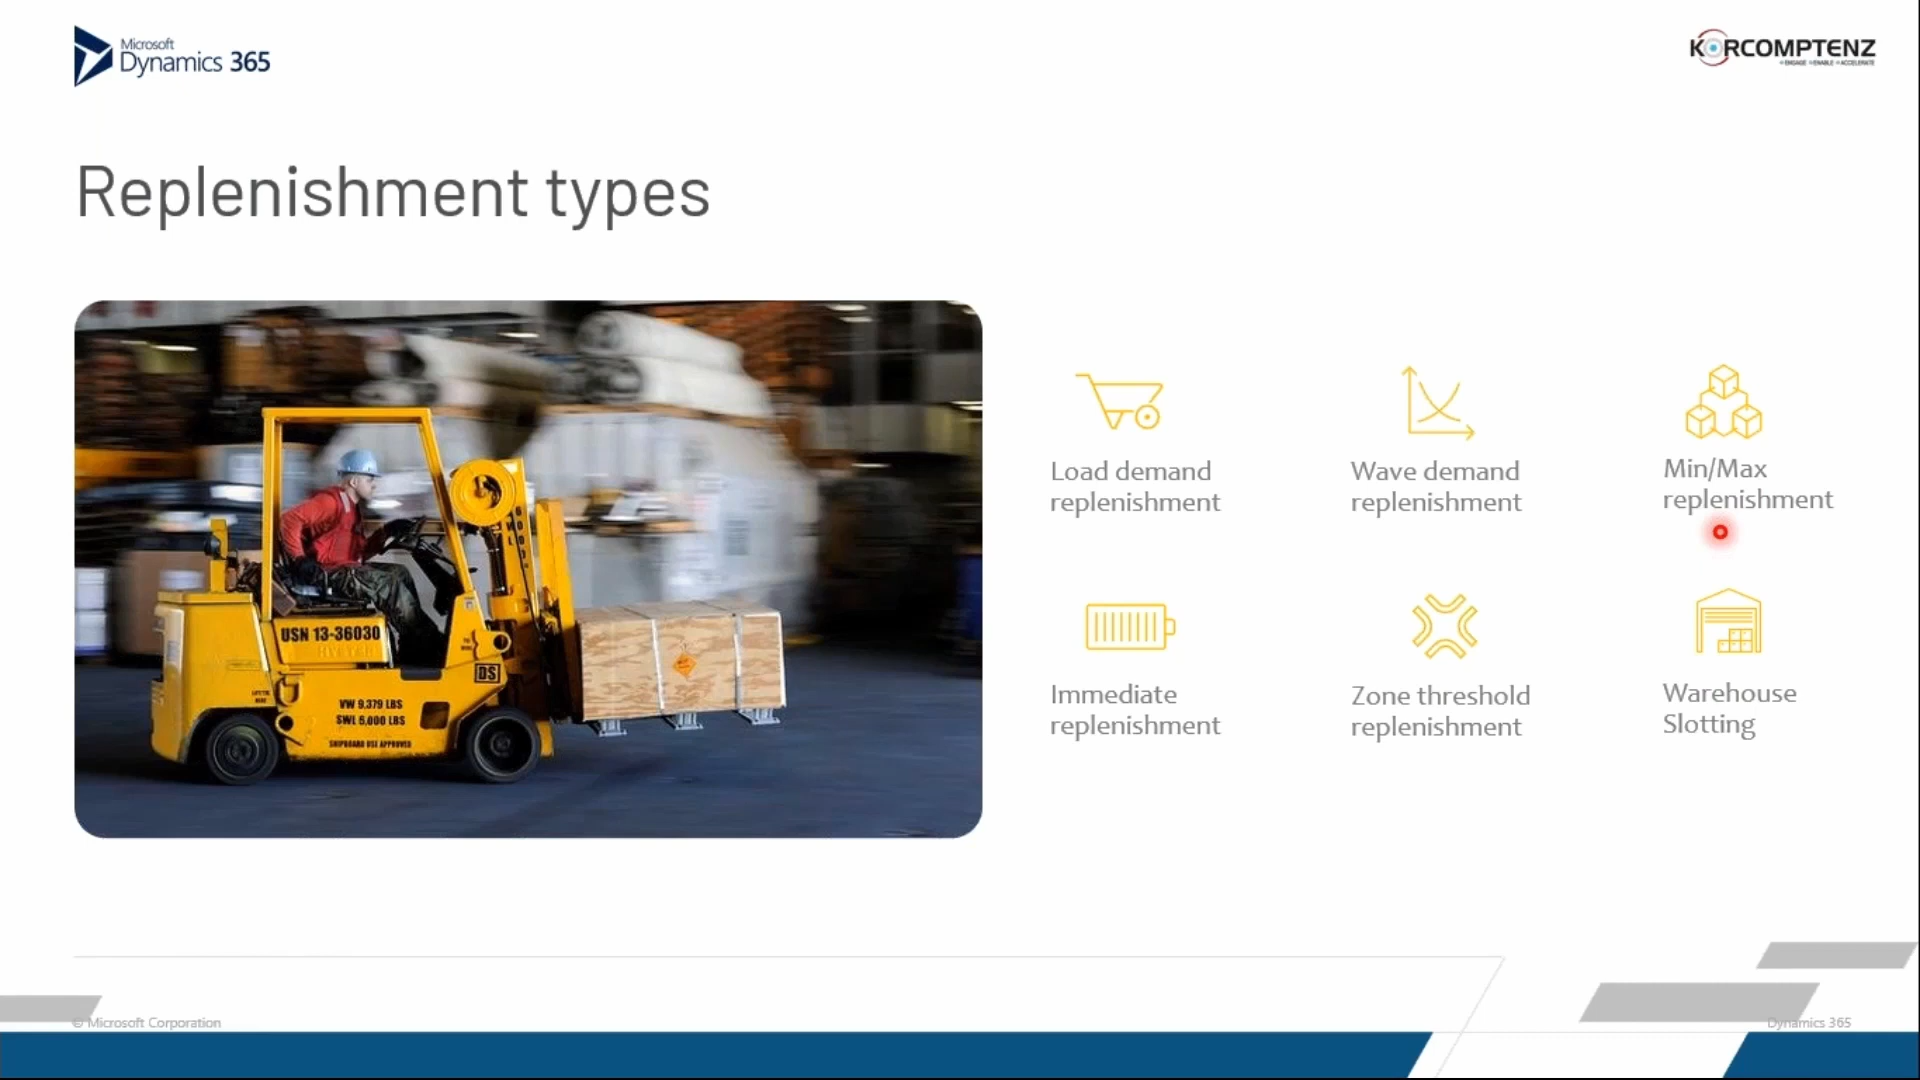 Microsoft
Dynamics 365
KORCOMPTENZ
ENGAGE ENABLE ACCELERATE
Replenishment types
Load demand
replenishment
Wave demand
replenishment
Min/Max
replenishment
USN 13-36030
HYSTER
DS
VW 9,379 LBS
SWL 5,000 LBS
SHIPBOARD USE APPROVED
Immediate
replenishment
Zone threshold
replenishment
Warehouse
Slotting
© Microsoft Corporation
Dynamics 365